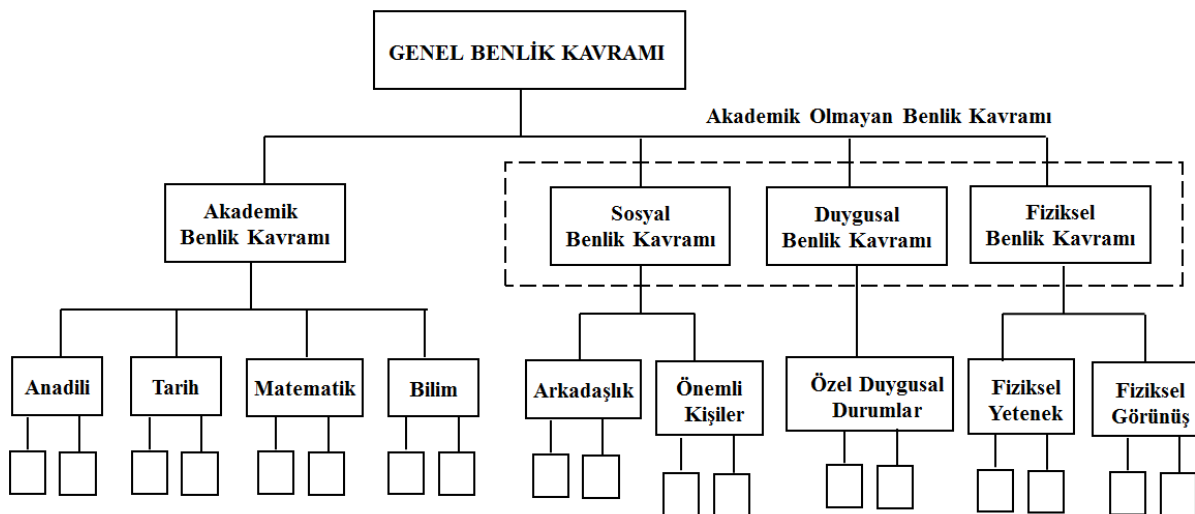 GENEL BENLİK KAVRAMI
Akademik Olmayan Benlik Kavramı
Akademik
Benlik Kavramı
Sosyal
Benlik Kavramı
Duygusal
Benlik Kavramı
Fiziksel
Benlik Kavramı
Anadili
Tarih
Matematik
Bilim
Arkadaşlık
Önemli
Kişiler
Özel Duygusal
Durumlar
Fiziksel
Yetenek
Fiziksel
Görünüş